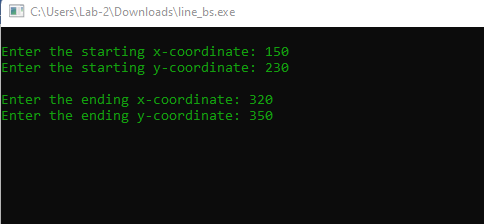 C:\Users\Lab-2\Downloads\line_bs.exe
Enter the starting x-coordinate: 150
Enter the starting y-coordinate: 230
Enter the ending x-coordinate: 320
Enter the ending y-coordinate: 350